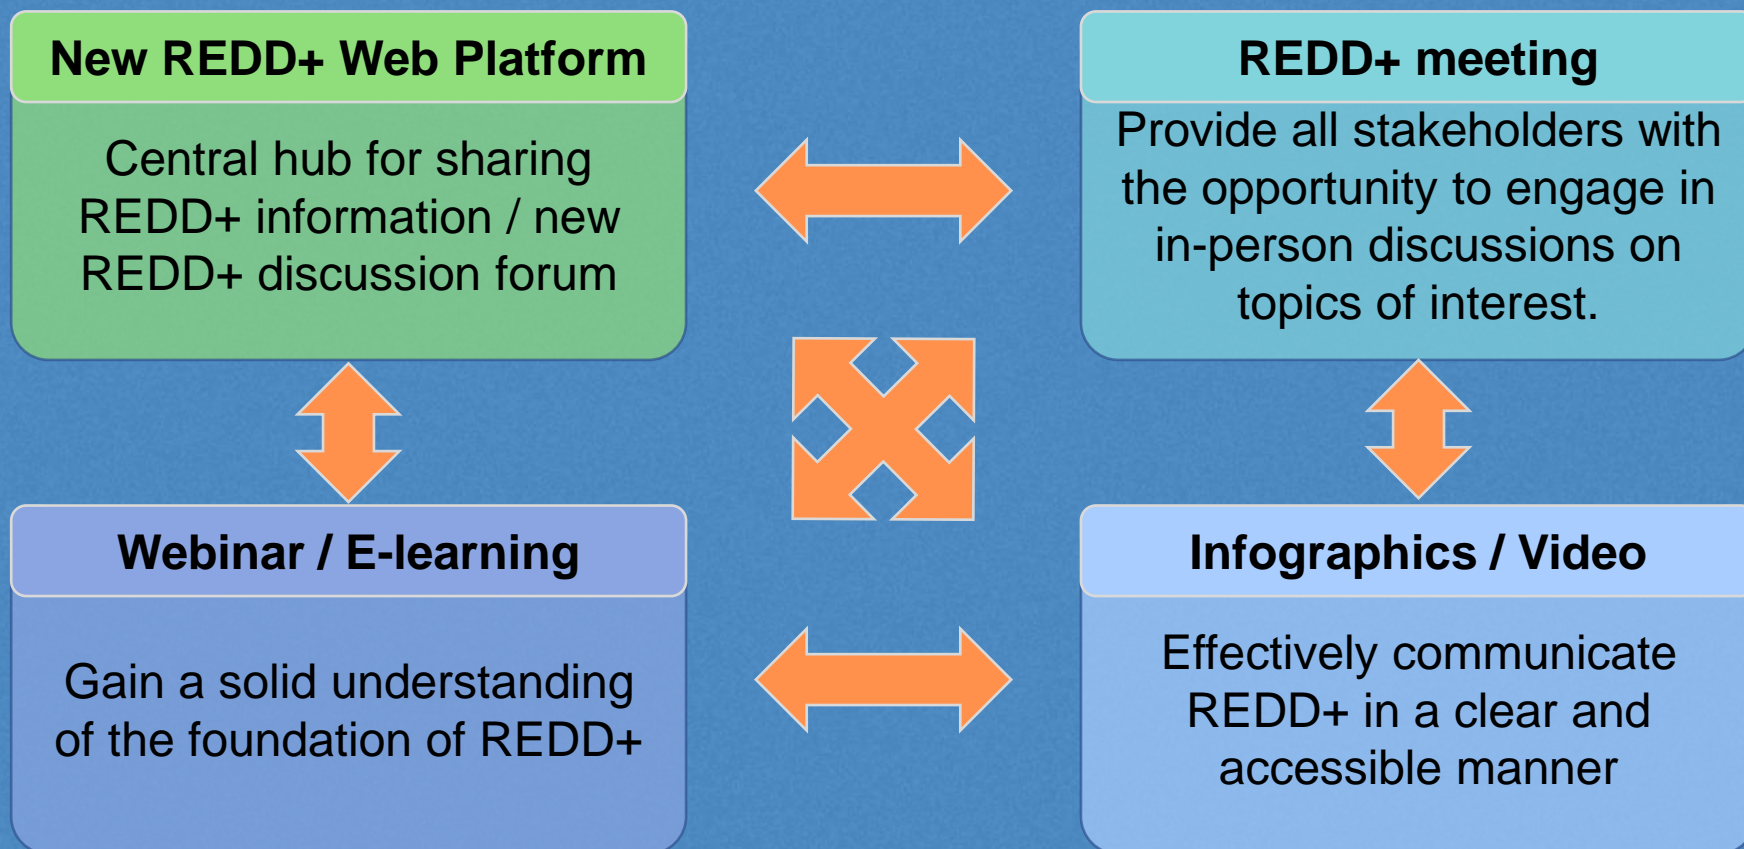 New REDD+ Web Platform
Central hub for sharing
REDD+ information / new
REDD+ discussion forum
REDD+ meeting
Provide all stakeholders with
the opportunity to engage in
in-person discussions on
topics of interest.
Webinar / E-learning
Gain a solid understanding
of the foundation of REDD+
Infographics / Video
Effectively communicate
REDD+ in a clear and
accessible manner